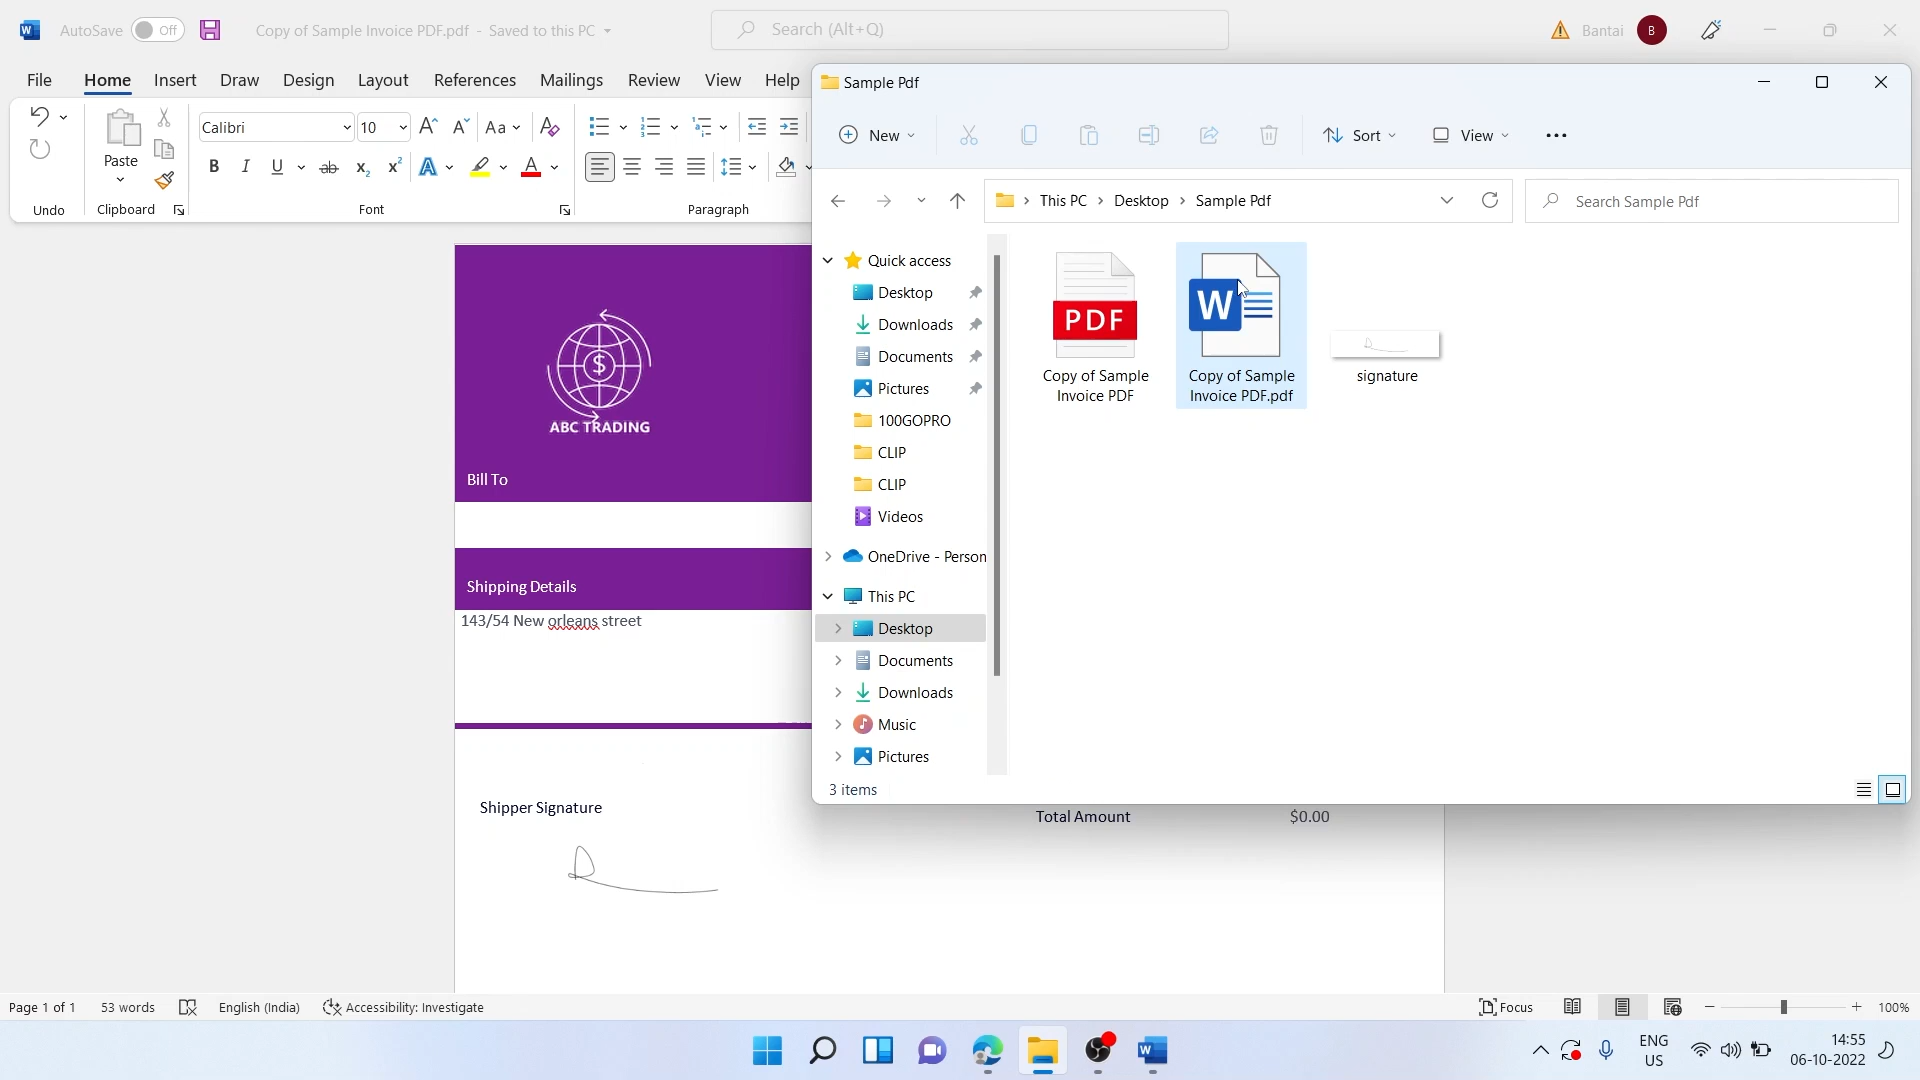 AutoSave Off Copy of Sample Invoice PDF.pdf - Saved to this PC Search (Alt+Q) Bantai B
File Home Insert Draw Design Layout References Mailings Review View Help
Paste
Calibri 10 Aa
B I U ab x2 x2 A A
Undo Clipboard Font Paragraph
ABC TRADING
Bill To
Shipping Details
143/54 New orleans street
Shipper Signature
Total Amount $0.00
Sample Pdf
New Sort View
This PC > Desktop > Sample Pdf Search Sample Pdf
Quick access
Desktop
Downloads
Documents
Pictures
100GOPRO
CLIP
CLIP
Videos
OneDrive - Person
This PC
Desktop
Documents
Downloads
Music
Pictures
PDF
Copy of Sample
Invoice PDF
W
Copy of Sample
Invoice PDF.pdf
signature
3 items
Page 1 of 1 53 words English (India) Accessibility: Investigate Focus 100%
ENG
US
14:55
06-10-2022